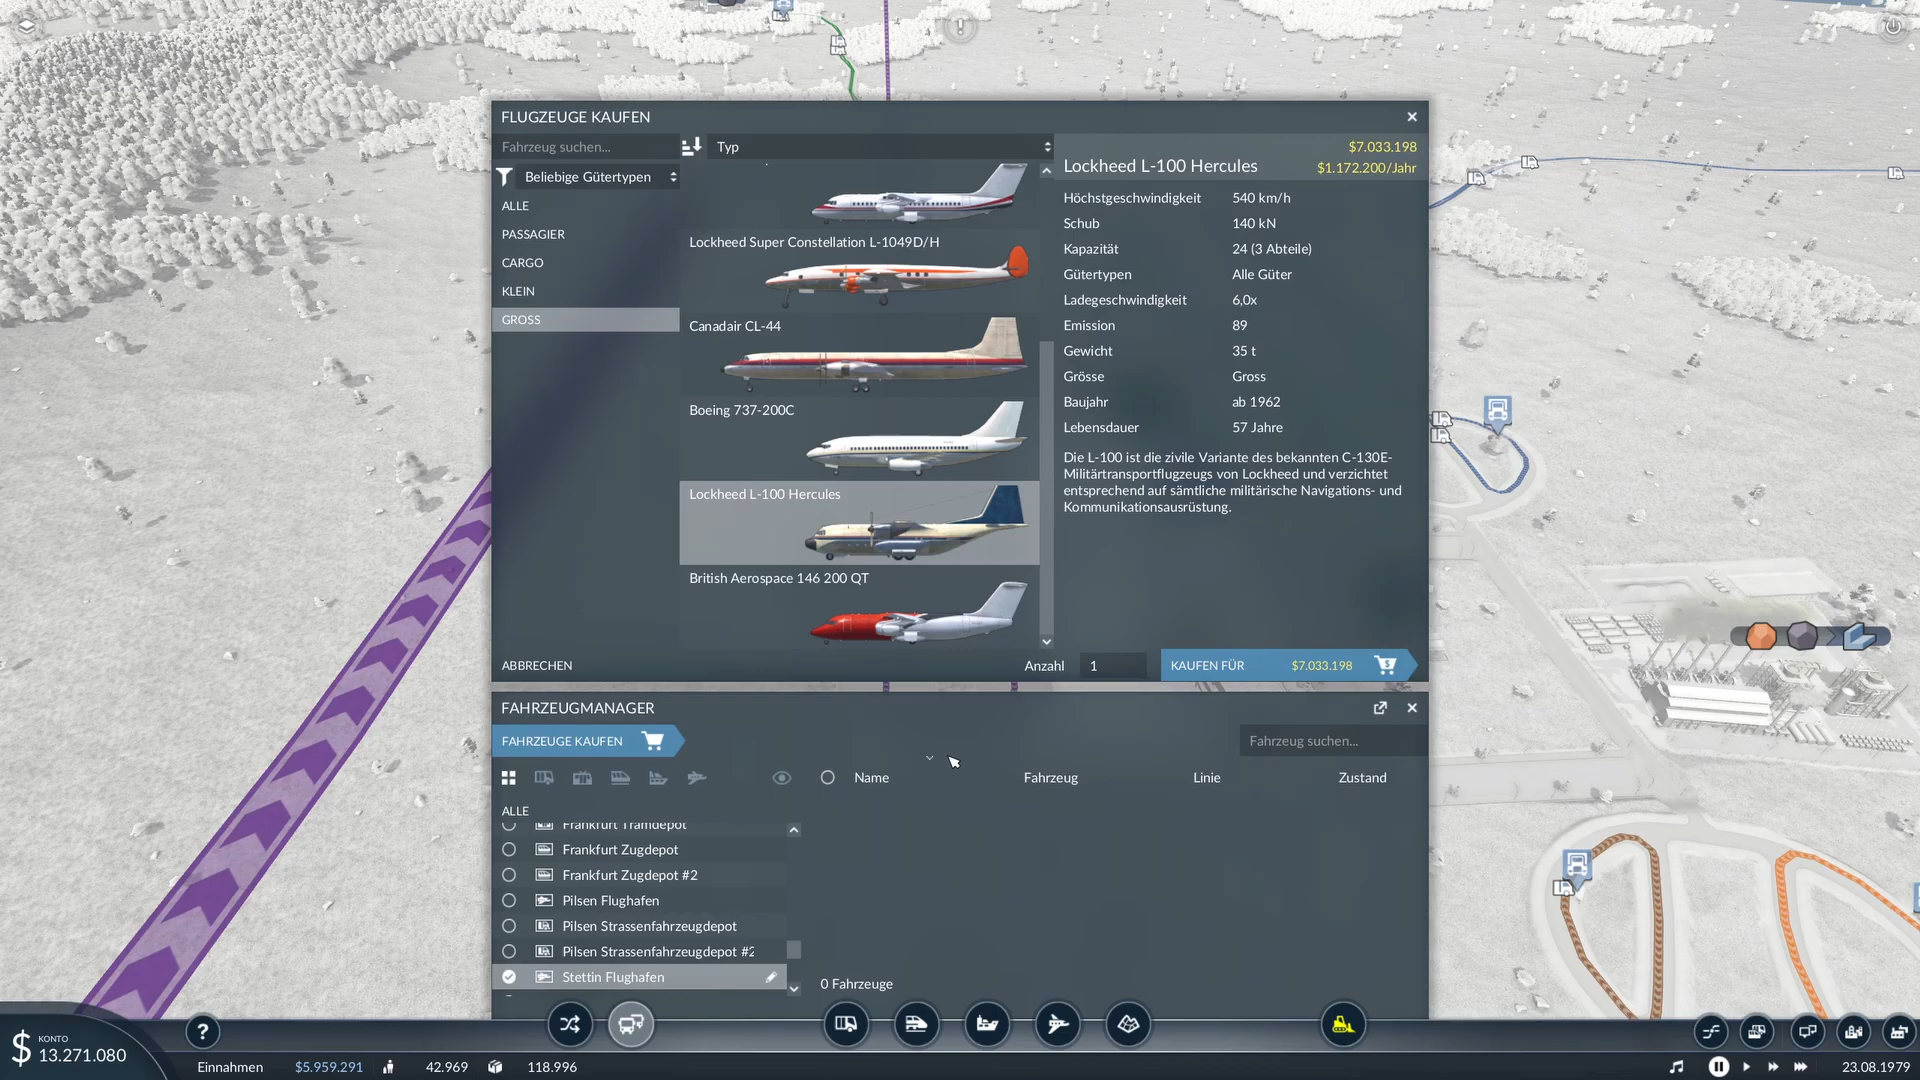 FLUGZEUGE KAUFEN
Fahrzeug suchen...
Typ
Beliebige Gütertypen
ALLE
PASSAGIER
CARGO
KLEIN
GROSS
Lockheed Super Constellation L-1049D/H
Canadair CL-44
Boeing 737-200C
Lockheed L-100 Hercules
British Aerospace 146 200 QT
$7.033.198
Lockheed L-100 Hercules
$1.172.200/Jahr
Höchstgeschwindigkeit 540 km/h
Schub 140 kN
Kapazität 24 (3 Abteile)
Gütertypen Alle Güter
Ladegeschwindigkeit 6,0x
Emission 89
Gewicht 35 t
Grösse Gross
Baujahr ab 1962
Lebensdauer 57 Jahre
Die L-100 ist die zivile Variante des bekannten C-130E-
Militärtransportflugzeugs von Lockheed und verzichtet
entsprechend auf sämtliche militärische Navigations- und
Kommunikationsausrüstung.
ABBRECHEN
Anzahl 1
KAUFEN FÜR $7.033.198
FAHRZEUGMANAGER
FAHRZEUGE KAUFEN
Fahrzeug suchen...
Name Fahrzeug Linie Zustand
ALLE
Frankfurt Tramdepot
Frankfurt Zugdepot
Frankfurt Zugdepot #2
Pilsen Flughafen
Pilsen Strassenfahrzeugdepot
Pilsen Strassenfahrzeugdepot #2
Stettin Flughafen
0 Fahrzeuge
$ KONTO
13.271.080
?
Einnahmen $5.959.291 42.969 118.996
23.08.1979